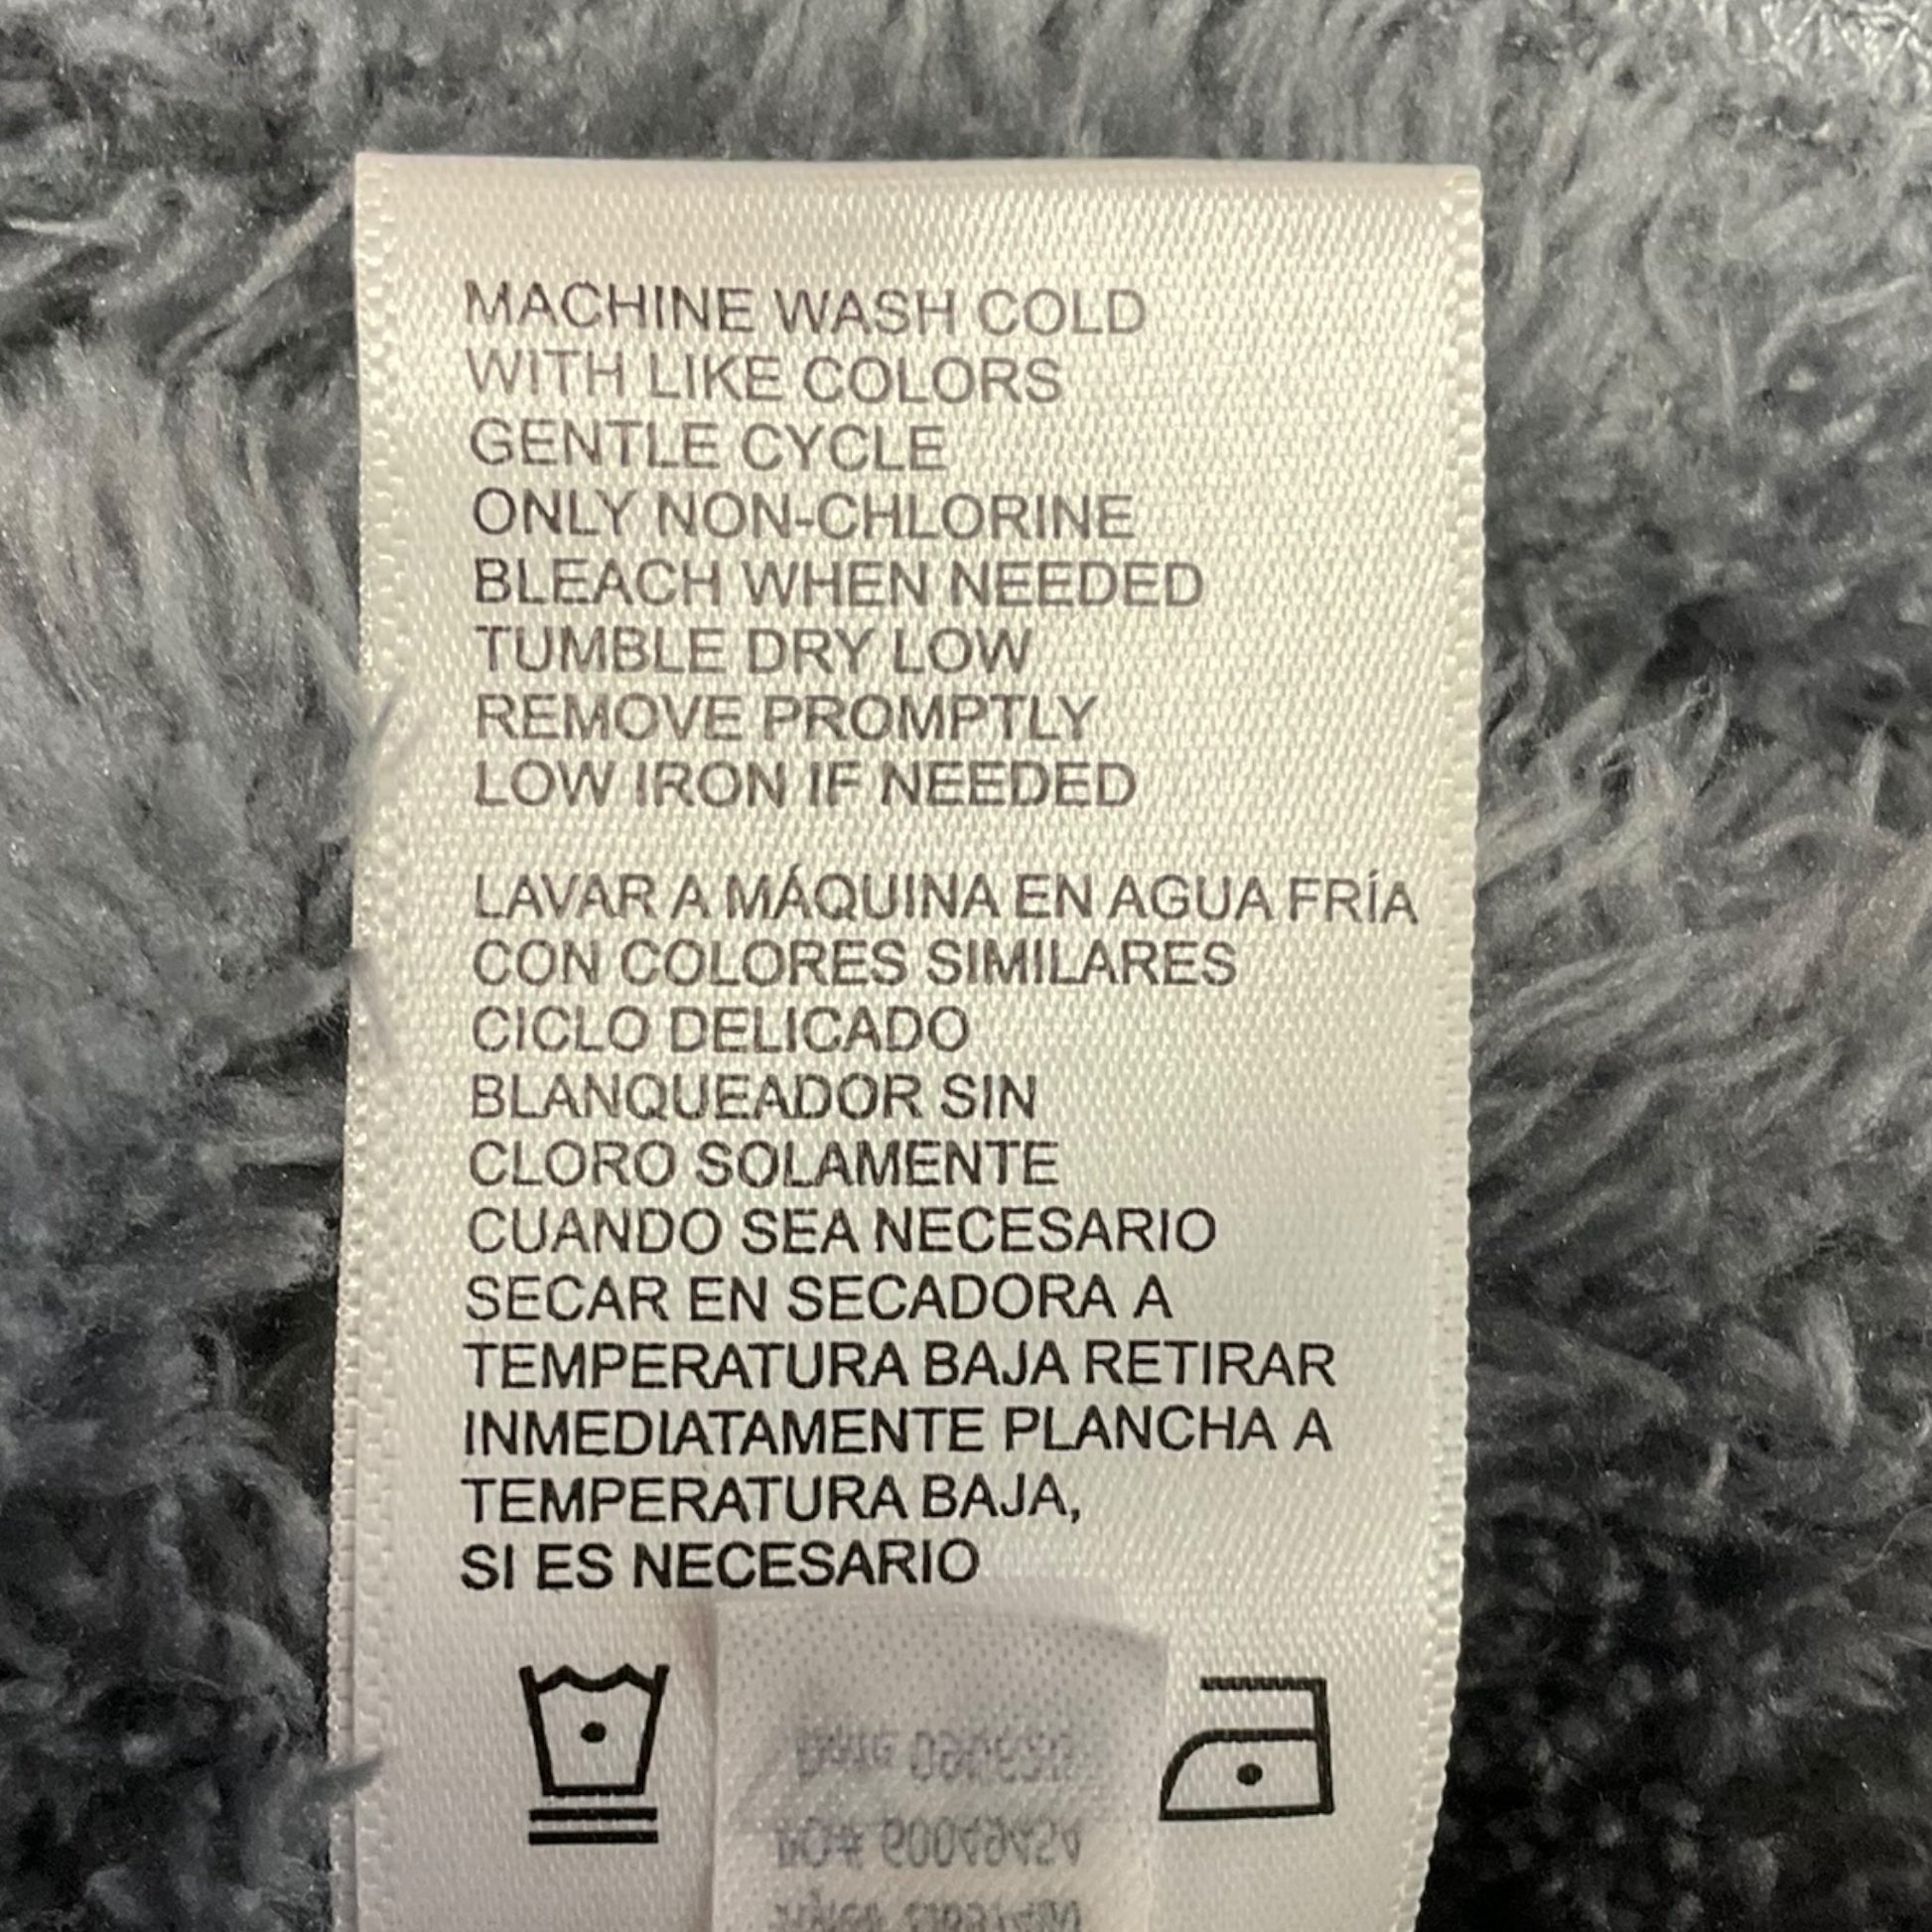 MACHINE WASH COLD
WITH LIKE COLORS
GENTLE CYCLE
ONLY NON-CHLORINE
BLEACH WHEN NEEDED
TUMBLE DRY LOW
REMOVE PROMPTLY
LOW IRON IF NEEDED
LAVAR A MÁQUINA EN AGUA FRÍA
CON COLORES SIMILARES
CICLO DELICADO
BLANQUEADOR SIN
CLORO SOLAMENTE
CUANDO SEA NECESARIO
SECAR EN SECADORA A
TEMPERATURA BAJA RETIRAR
INMEDIATAMENTE PLANCHA A
TEMPERATURA BAJA,
SI ES NECESARIO
Date
PO#